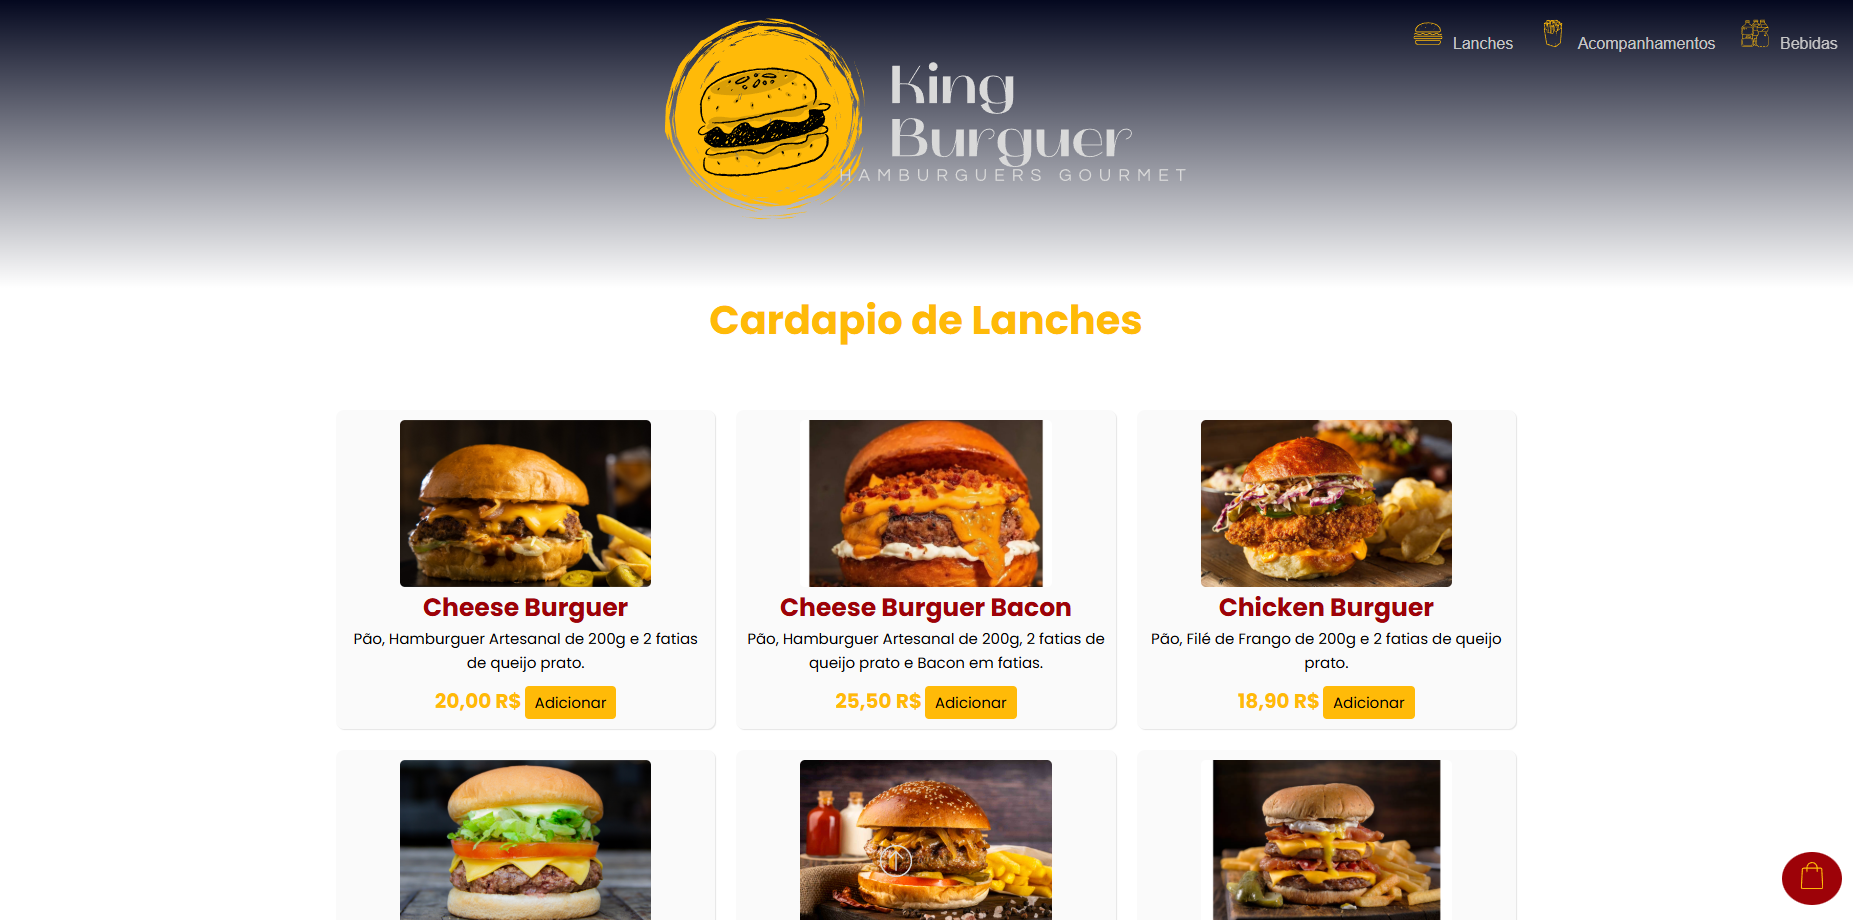 Lanches
Acompanhamentos
Bebidas
King
Burguer
HAMBURGUERS GOURMET
Cardapio de Lanches
Cheese Burguer
Pão, Hamburguer Artesanal de 200g e 2 fatias
de queijo prato.
20,00 R$ Adicionar
Cheese Burguer Bacon
Pão, Hamburguer Artesanal de 200g, 2 fatias de
queijo prato e Bacon em fatias.
25,50 R$ Adicionar
Chicken Burguer
Pão, Filé de Frango de 200g e 2 fatias de queijo
prato.
18,90 R$ Adicionar